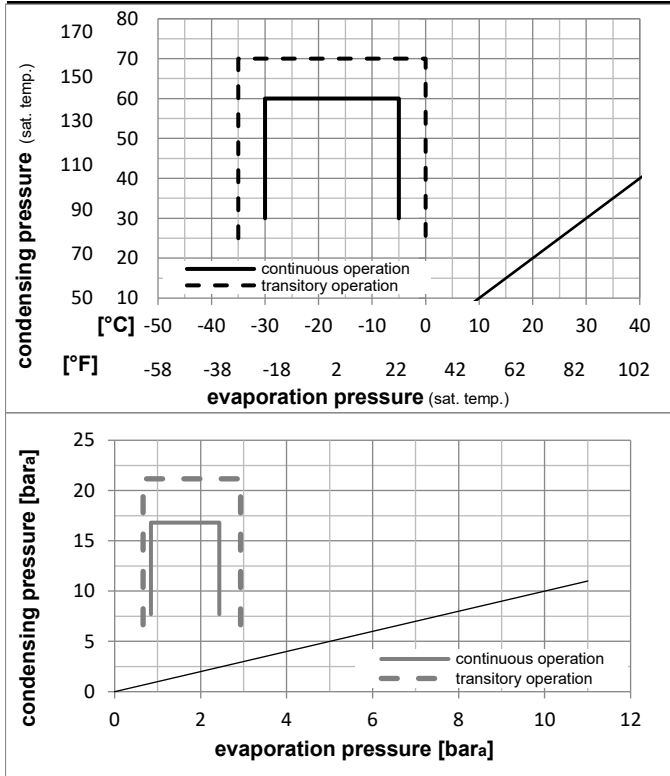 80
170
70
150
60
130
50
110
40
90
30
70
20
50
10
condensing pressure (sat. temp.)
continuous operation
transitory operation
[°C] -50 -40 -30 -20 -10 0 10 20 30 40
[°F] -58 -38 -18 2 22 42 62 82 102
evaporation pressure (sat. temp.)
25
20
15
10
5
0
condensing pressure [bara]
continuous operation
transitory operation
0 2 4 6 8 10 12
evaporation pressure [bara]